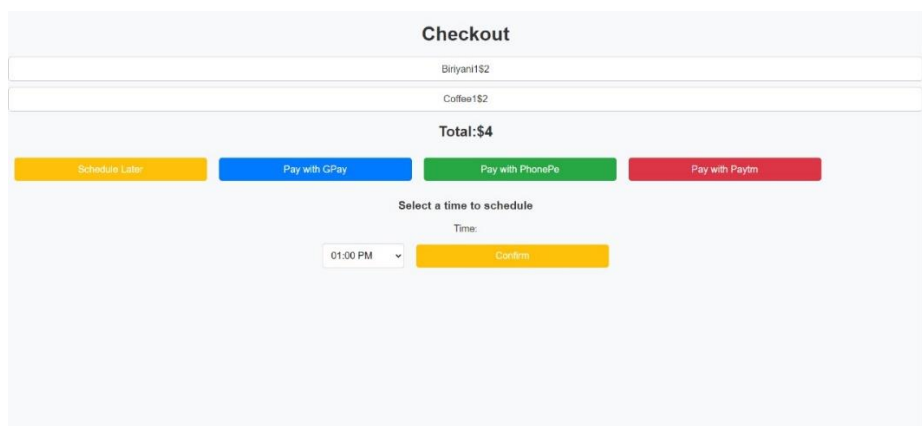 Checkout
Biriyani1$2
Coffee1$2
Total:$4
Schedule Later Pay with GPay Pay with PhonePe Pay with Paytm
Select a time to schedule
Time:
01:00 PM Confirm